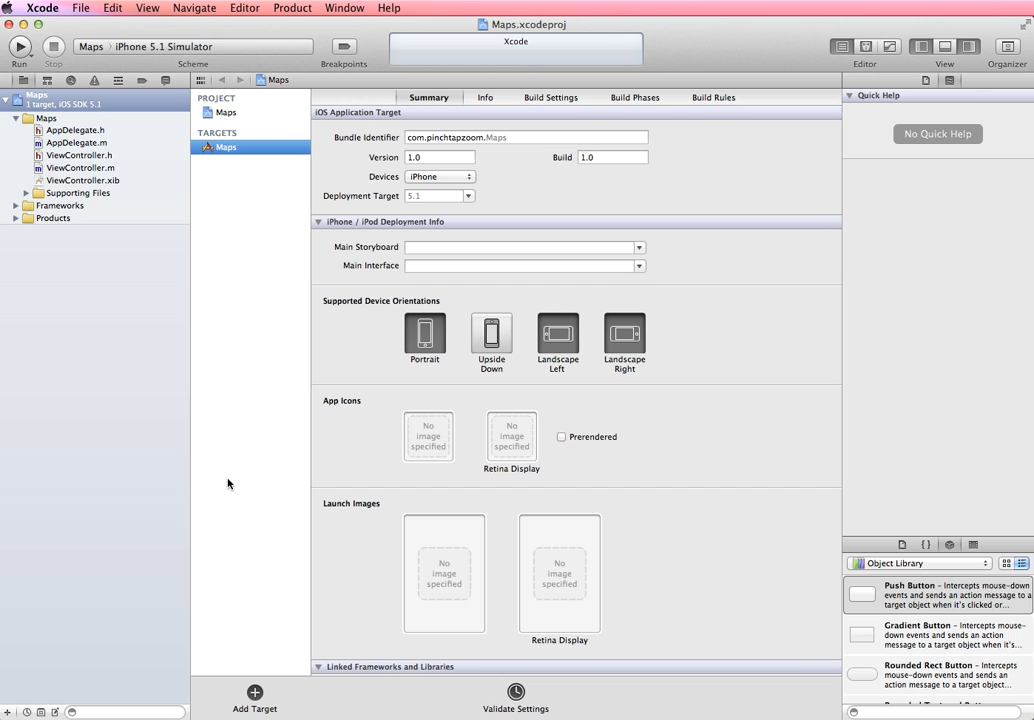 Xcode File Edit View Navigate Editor Product Window Help
Maps.xcodeproj
Maps iPhone 5.1 Simulator
Xcode
Run Stop Scheme Breakpoints Editor View Organizer
Maps
Maps
1 target, iOS SDK 5.1
Maps
AppDelegate.h
AppDelegate.m
ViewController.h
ViewController.m
ViewController.xib
Supporting Files
Frameworks
Products
PROJECT
Maps
TARGETS
Maps
Summary Info Build Settings Build Phases Build Rules
iOS Application Target
Bundle Identifier com.pinchtapzoom.Maps
Version 1.0 Build 1.0
Devices iPhone
Deployment Target 5.1
iPhone / iPod Deployment Info
Main Storyboard
Main Interface
Supported Device Orientations
Portrait
Upside Down
Landscape Left
Landscape Right
App Icons
No image specified
No image specified
Prerendered
Retina Display
Launch Images
No image specified
No image specified
Retina Display
Linked Frameworks and Libraries
Add Target
Validate Settings
Quick Help
No Quick Help
Object Library
Push Button – Intercepts mouse-
down events and sends an action message to a
target object when it's clicked or...
Gradient Button – Intercepts mouse-
down events and sends an action
message to a target object when it's...
Rounded Rect Button – Intercepts
mouse-down events and sends an
action message to a target object...